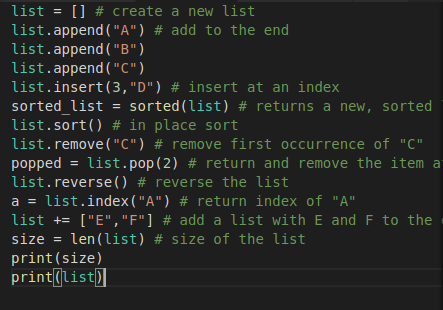 list = [] # create a new list
list.append("A") # add to the end
list.append("B")
list.append("C")
list.insert(3,"D") # insert at an index
sorted_list = sorted(list) # returns a new, sorted
list.sort() # in place sort
list.remove("C") # remove first occurrence of "C"
popped = list.pop(2) # return and remove the item
list.reverse() # reverse the list
a = list.index("A") # return index of "A"
list += ["E","F"] # add a list with E and F to the
size = len(list) # size of the list
print(size)
print(list)